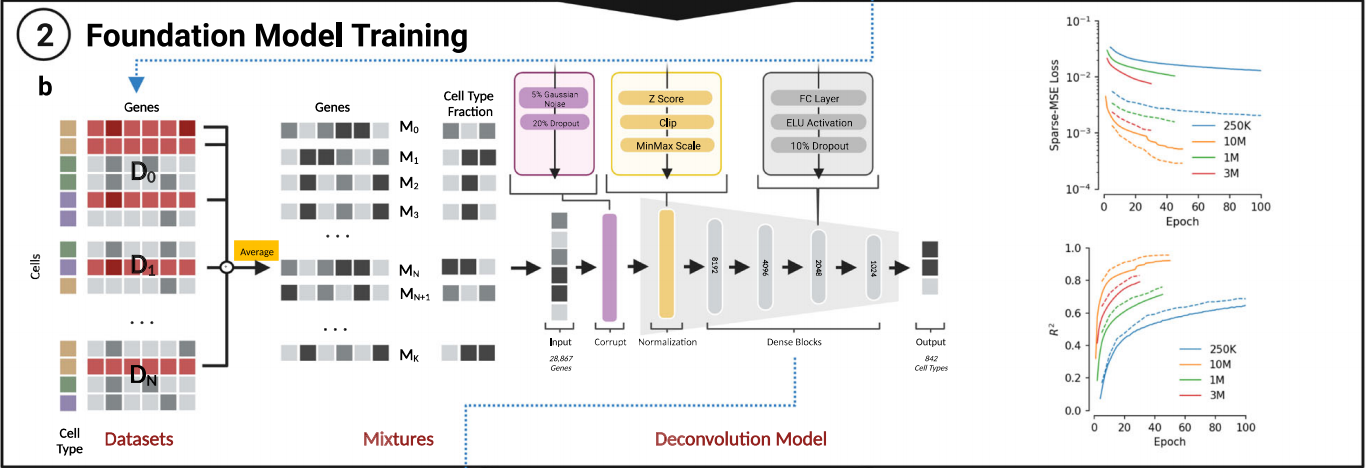 2 Foundation Model Training
b
Genes
Genes
Cell Type
Fraction
5% Gaussian
Noise
20% Dropout
Z Score
Clip
MinMax Scale
FC Layer
ELU Activation
10% Dropout
Cells
D0
D1
...
DN
Average
M0
M1
M2
M3
...
MN
MN+1
...
MK
8192
4096
2048
1024
Input
28,867
Genes
Corrupt
Normalization
Dense Blocks
Output
842
Cell Types
Cell
Type
Datasets
Mixtures
Deconvolution Model
Sparse-MSE Loss
10⁻¹
10⁻²
10⁻³
10⁻⁴
250K
10M
1M
3M
0 20 40 60 80 100
Epoch
R²
1.0
0.8
0.6
0.4
0.2
0.0
250K
10M
1M
3M
0 20 40 60 80 100
Epoch